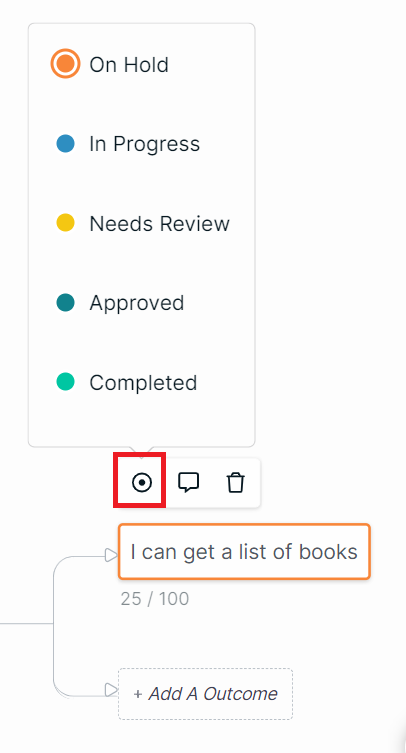 On Hold
In Progress
Needs Review
Approved
Completed
I can get a list of books
25 / 100
+ Add A Outcome